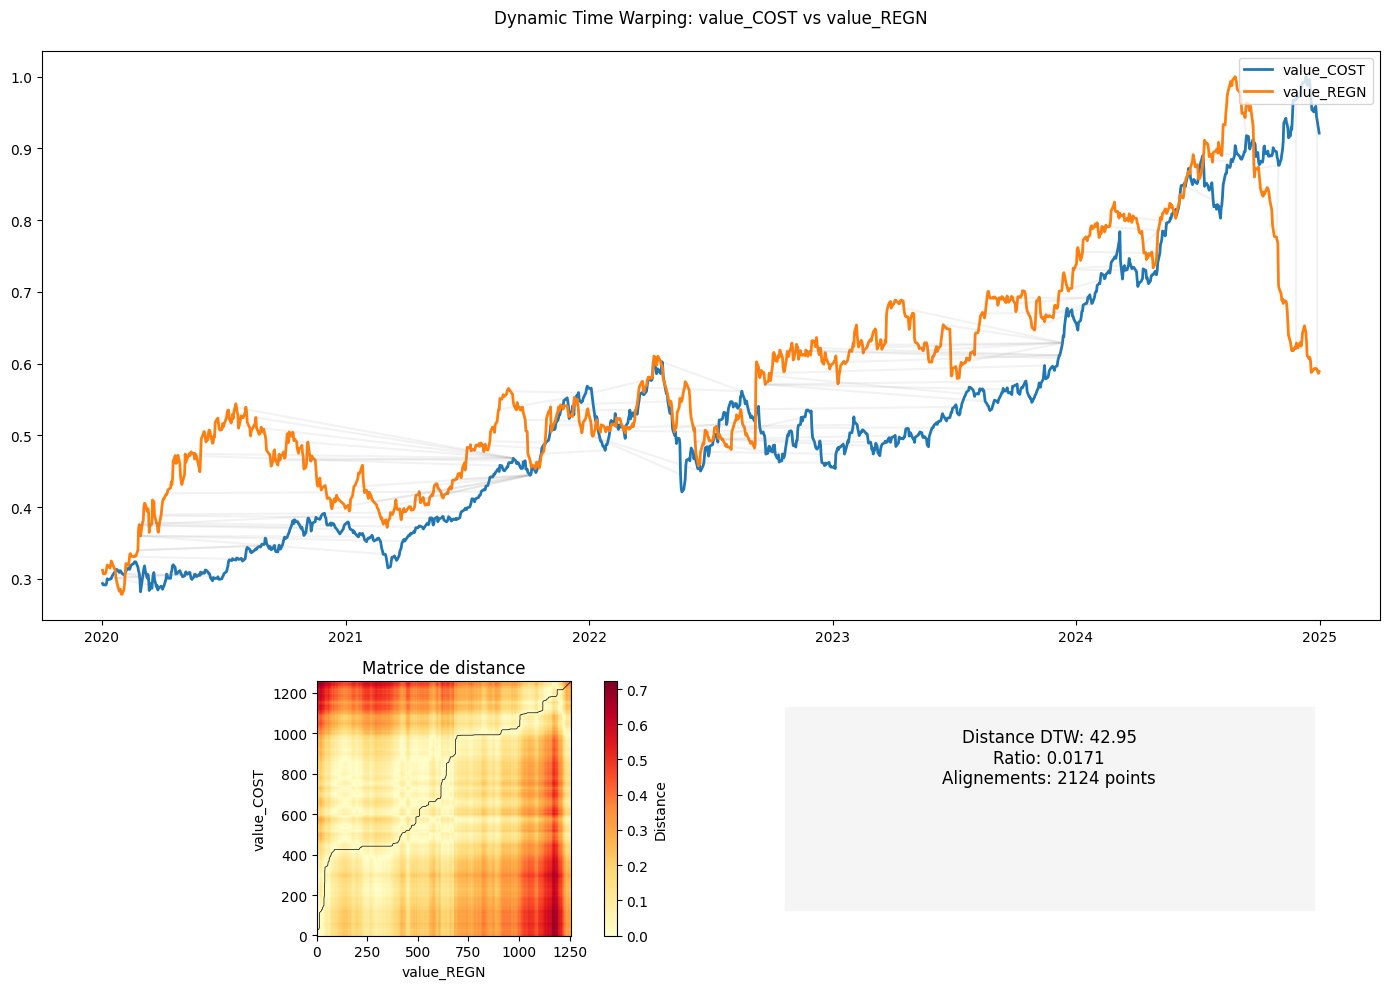 Dynamic Time Warping: value_COST vs value_REGN
value_COST
value_REGN
1.0
0.9
0.8
0.7
0.6
0.5
0.4
0.3
2020 2021 2022 2023 2024 2025
Matrice de distance
value_COST
1200
1000
800
600
400
200
0
0 250 500 750 1000 1250
value_REGN
0.7
0.6
0.5
0.4
0.3
0.2
0.1
0.0
Distance
Distance DTW: 42.95
Ratio: 0.0171
Alignements: 2124 points